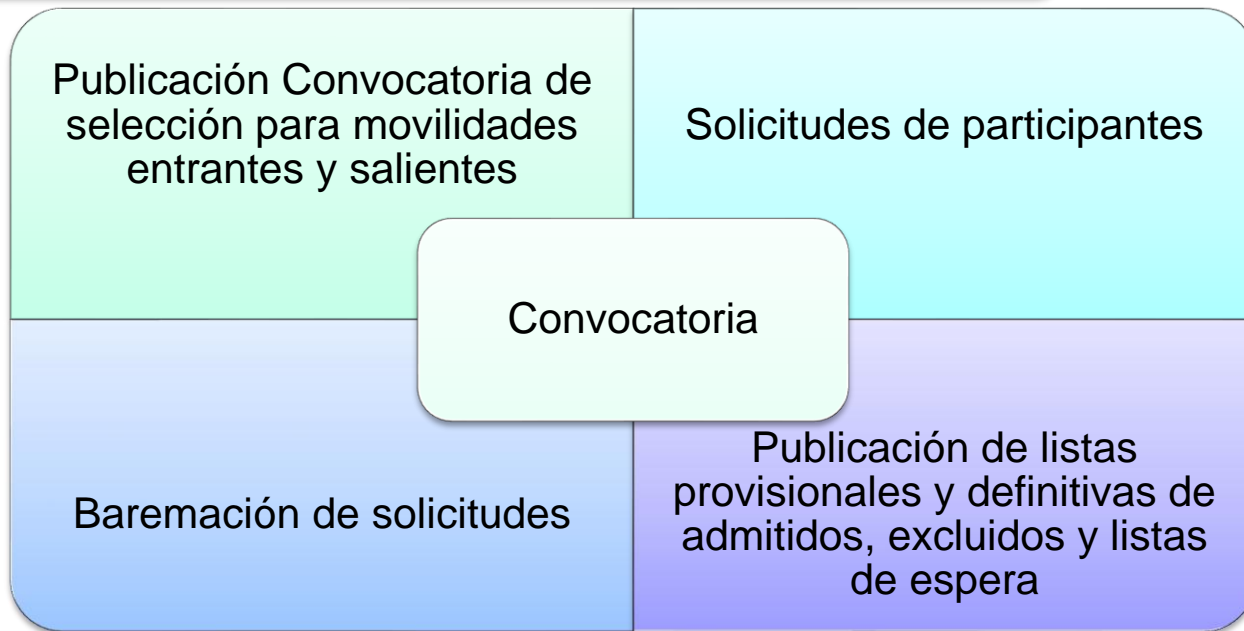 Publicación Convocatoria de
selección para movilidades
entrantes y salientes
Solicitudes de participantes
Convocatoria
Baremación de solicitudes
Publicación de listas
provisionales y definitivas de
admitidos, excluidos y listas
de espera